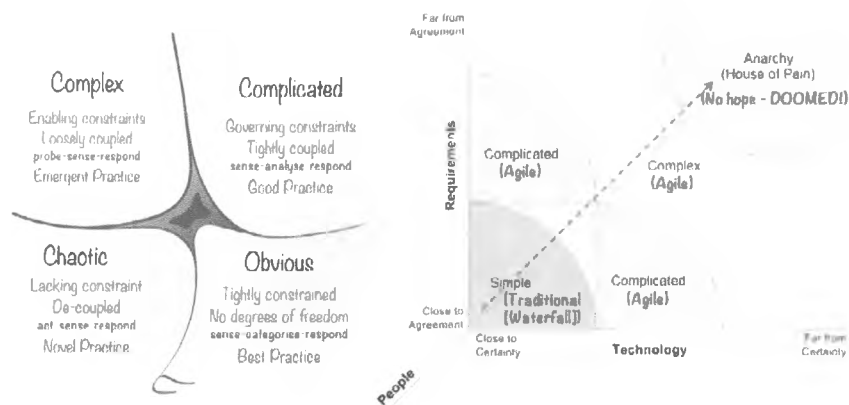 Complex
Enabling constraints
Loosely coupled
probe-sense-respond
Emergent Practice
Complicated
Governing constraints
Tightly coupled
sense-analyse respond
Good Practice
Chaotic
Lacking constraint
De-coupled
sense respond
Novel Practice
Obvious
Tightly constrained
No degrees of freedom
sense-categorise-respond
Best Practice
Far from
Agreement
Requirements
Anarchy
(House of Pain)
(No hope - DOOMED!)
Complicated
(Agile)
Complex
(Agile)
Simple
(Traditional
(Waterfall))
Complicated
(Agile)
Close to
Agreement
Close to
Certainty
Technology
Far from
Certainty
People